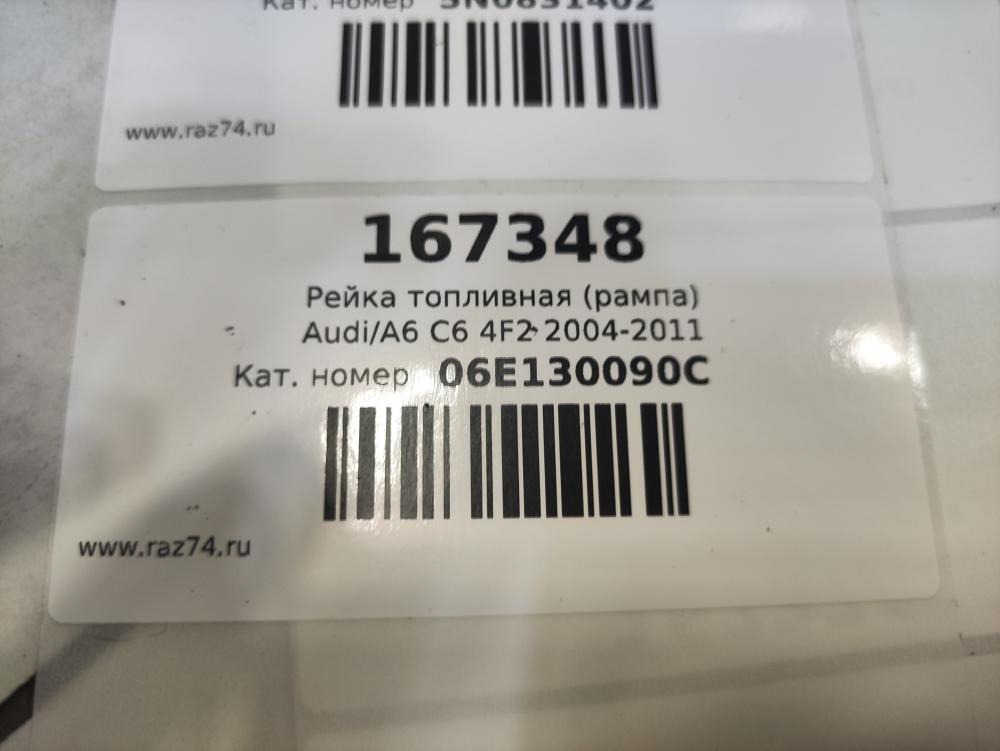 Кат. номер 5N0831402
www.raz74.ru
167348
Рейка топливная (рампа)
Audi/A6 C6 4F2 2004-2011
Кат. номер 06E130090C
www.raz74.ru